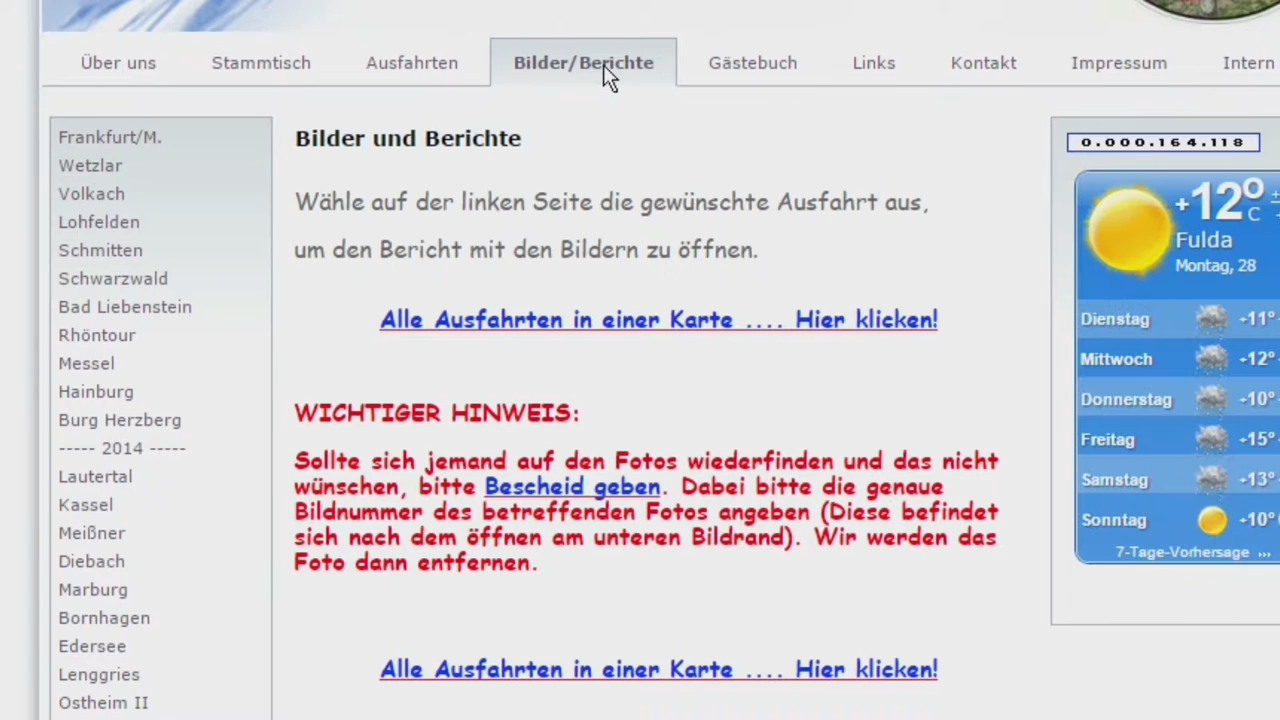 Über uns Stammtisch Ausfahrten Bilder/Berichte Gästebuch Links Kontakt Impressum Intern
Frankfurt/M.
Wetzlar
Volkach
Lohfelden
Schmitten
Schwarzwald
Bad Liebenstein
Rhöntour
Messel
Hainburg
Burg Herzberg
----- 2014 -----
Lautertal
Kassel
Meißner
Diebach
Marburg
Bornhagen
Edersee
Lenggries
Ostheim II
Bilder und Berichte
Wähle auf der linken Seite die gewünschte Ausfahrt aus,
um den Bericht mit den Bildern zu öffnen.
Alle Ausfahrten in einer Karte .... Hier klicken!
WICHTIGER HINWEIS:
Sollte sich jemand auf den Fotos wiederfinden und das nicht
wünschen, bitte Bescheid geben. Dabei bitte die genaue
Bildnummer des betreffenden Fotos angeben (Diese befindet
sich nach dem öffnen am unteren Bildrand). Wir werden das
Foto dann entfernen.
Alle Ausfahrten in einer Karte .... Hier klicken!
0.000.164.118
+12°C
Fulda
Montag, 28
Dienstag +11°
Mittwoch +12°
Donnerstag +10°
Freitag +15°
Samstag +13°
Sonntag +10°
7-Tage-Vorhersage ...